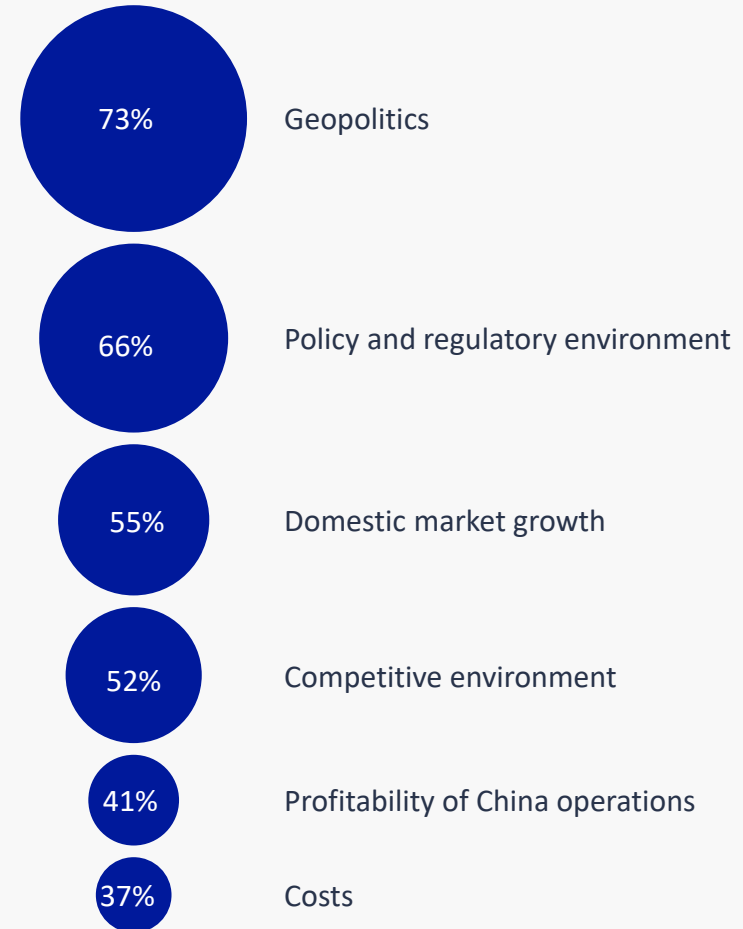 73% Geopolitics
66% Policy and regulatory environment
55% Domestic market growth
52% Competitive environment
41% Profitability of China operations
37% Costs